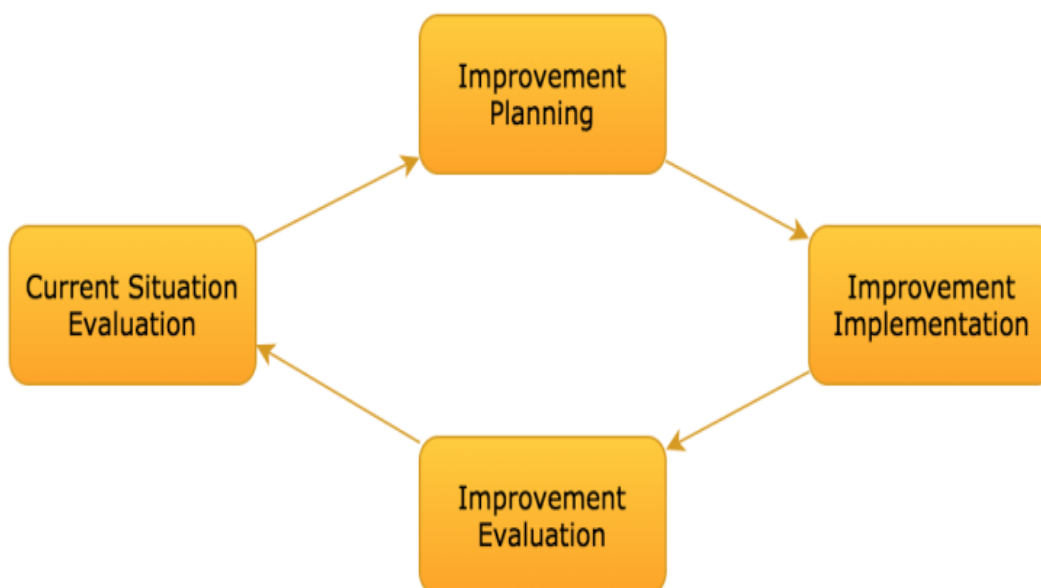 Improvement
Planning
Current Situation
Evaluation
Improvement
Implementation
Improvement
Evaluation